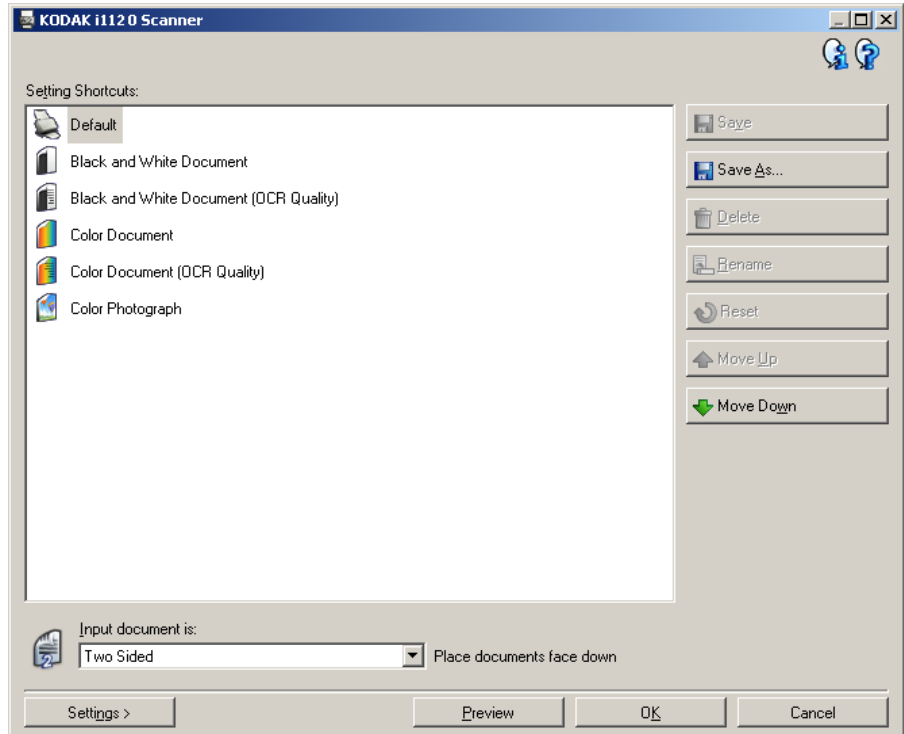 KODAK i1120 Scanner
Setting Shortcuts:
Default
Black and White Document
Black and White Document (OCR Quality)
Color Document
Color Document (OCR Quality)
Color Photograph
Save
Save As...
Delete
Rename
Reset
Move Up
Move Down
Input document is:
2
Two Sided Place documents face down
Settings > Preview OK Cancel